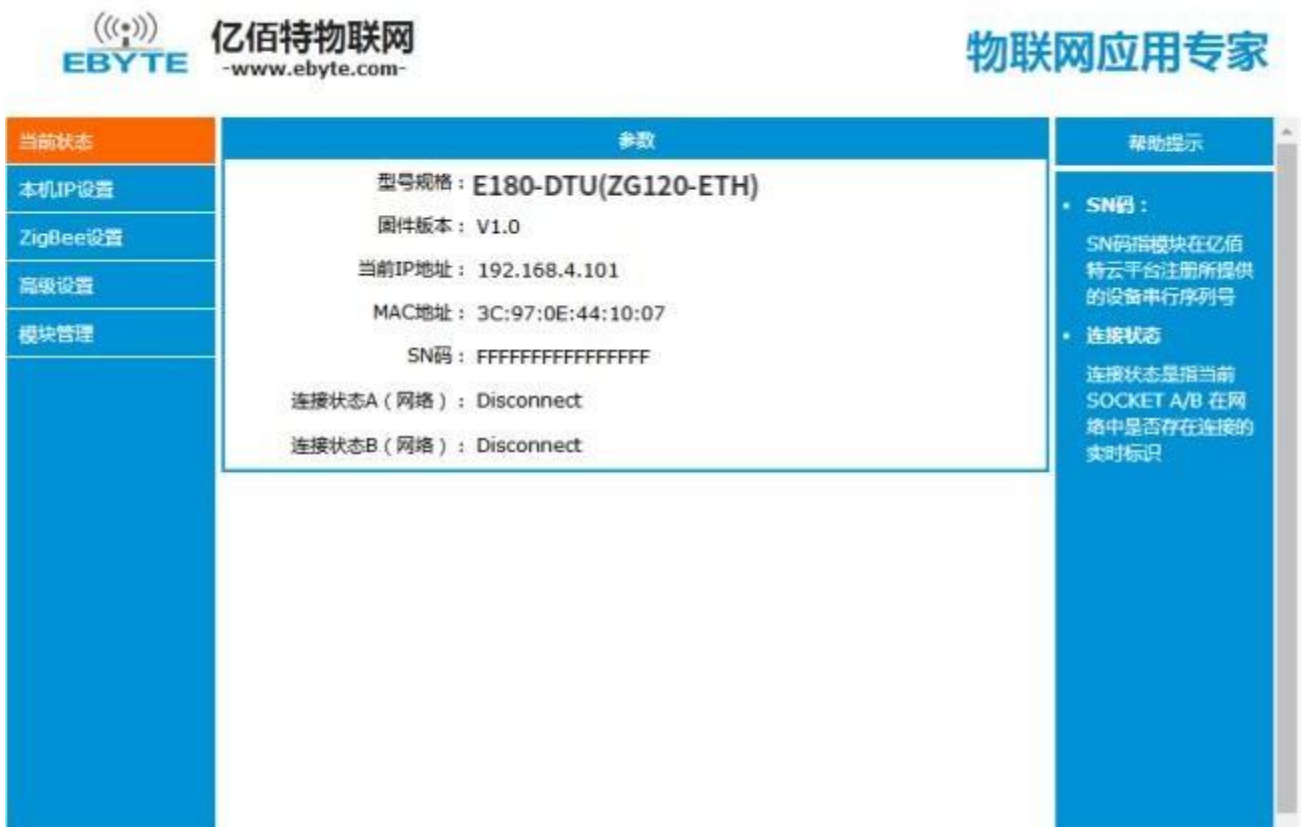 EBYTE
亿佰特物联网
-www.ebyte.com-
物联网应用专家
当前状态
本机IP设置
ZigBee设置
高级设置
模块管理
参数
型号规格：E180-DTU(ZG120-ETH)
固件版本：V1.0
当前IP地址：192.168.4.101
MAC地址：3C:97:0E:44:10:07
SN码：FFFFFFFFFFFFFFFF
连接状态A（网络）：Disconnect
连接状态B（网络）：Disconnect
帮助提示
• SN码：
SN码指模块在亿佰
特云平台注册所提供
的设备串行序列号
• 连接状态
连接状态是指当前
SOCKET A/B 在网
络中是否存在连接的
实时标识